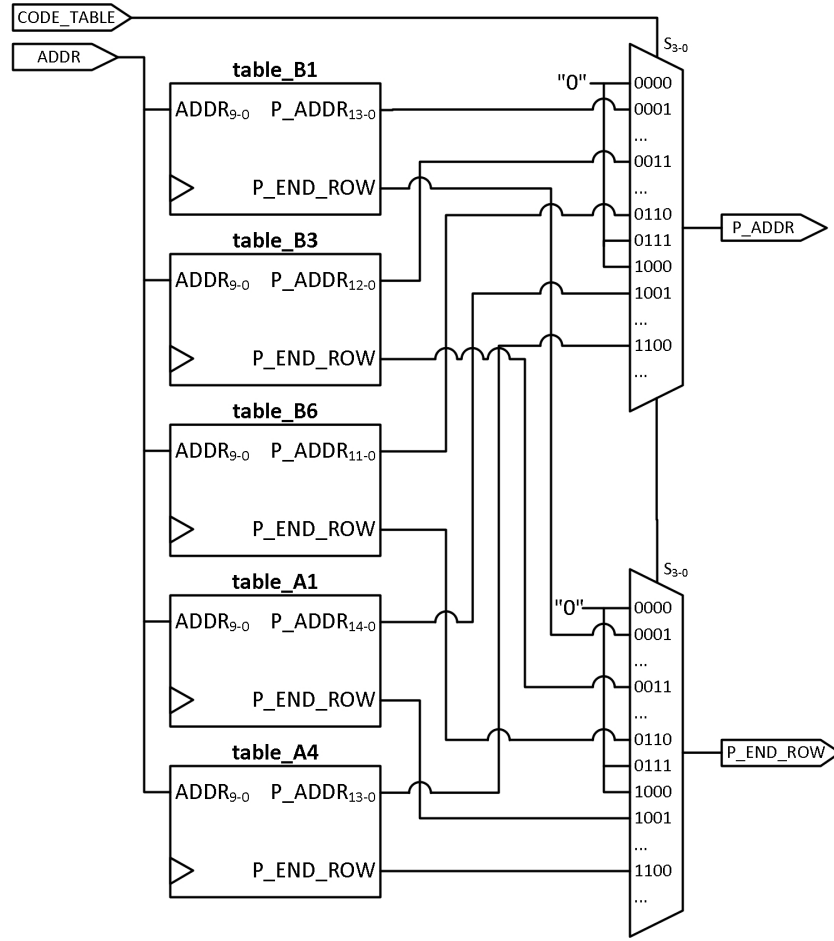 CODE_TABLE
ADDR
S3-0
table_B1
ADDR9-0 P_ADDR13-0
P_END_ROW
"0"
0000
0001
...
0011
...
0110
0111
1000
1001
...
1100
...
P_ADDR
table_B3
ADDR9-0 P_ADDR12-0
P_END_ROW
table_B6
ADDR9-0 P_ADDR11-0
P_END_ROW
table_A1
ADDR9-0 P_ADDR14-0
P_END_ROW
table_A4
ADDR9-0 P_ADDR13-0
P_END_ROW
S3-0
"0"
0000
0001
...
0011
...
0110
0111
1000
1001
...
1100
...
P_END_ROW